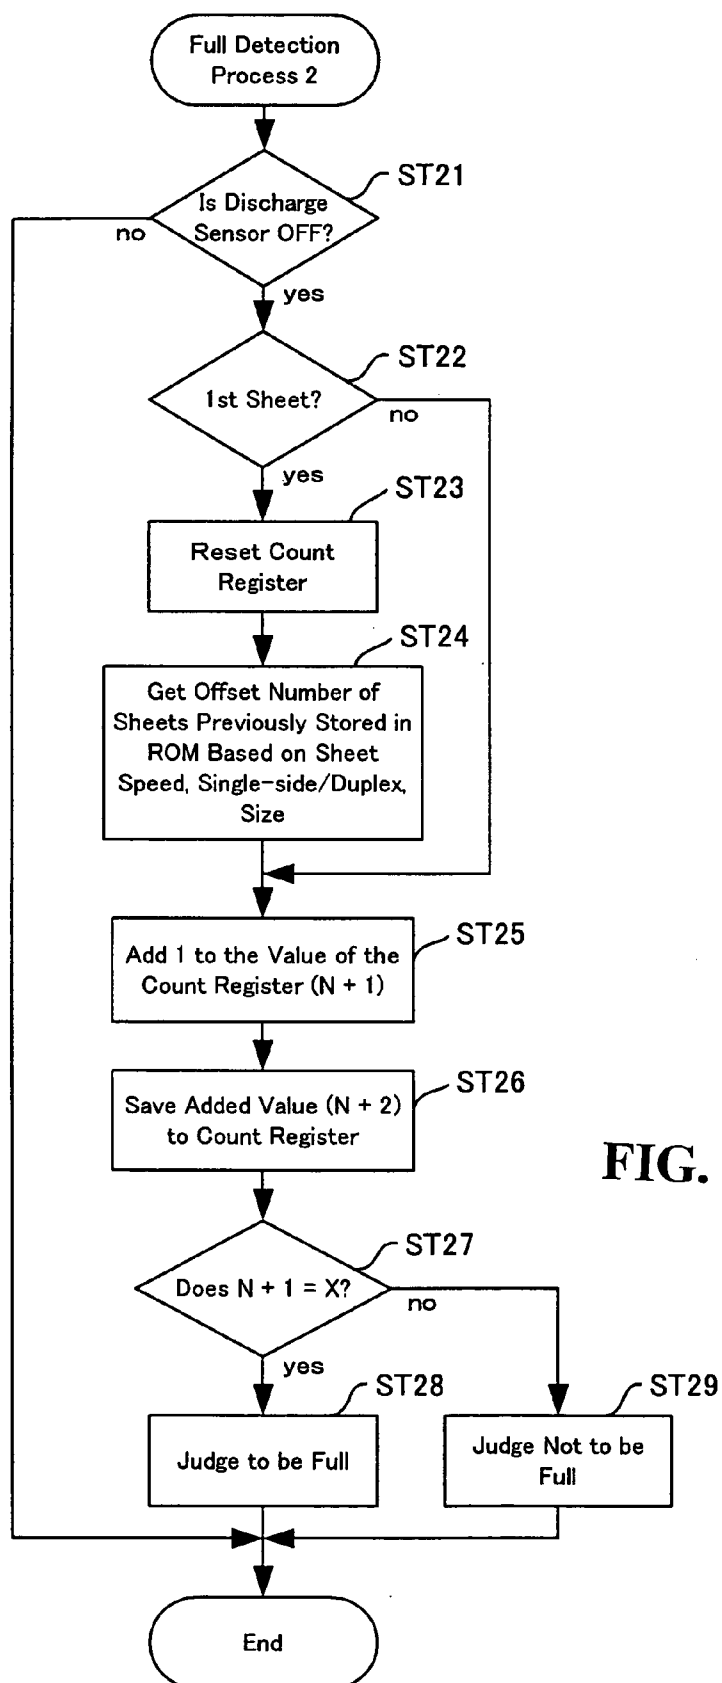 Full Detection
Process 2
ST21
Is Discharge
Sensor OFF?
no
yes
ST22
1st Sheet?
no
yes
ST23
Reset Count
Register
ST24
Get Offset Number of
Sheets Previously Stored in
ROM Based on Sheet
Speed, Single-side/Duplex,
Size
ST25
Add 1 to the Value of the
Count Register (N + 1)
ST26
Save Added Value (N + 2)
to Count Register
FIG.
ST27
Does N + 1 = X?
no
yes
ST28
ST29
Judge to be Full
Judge Not to be
Full
End